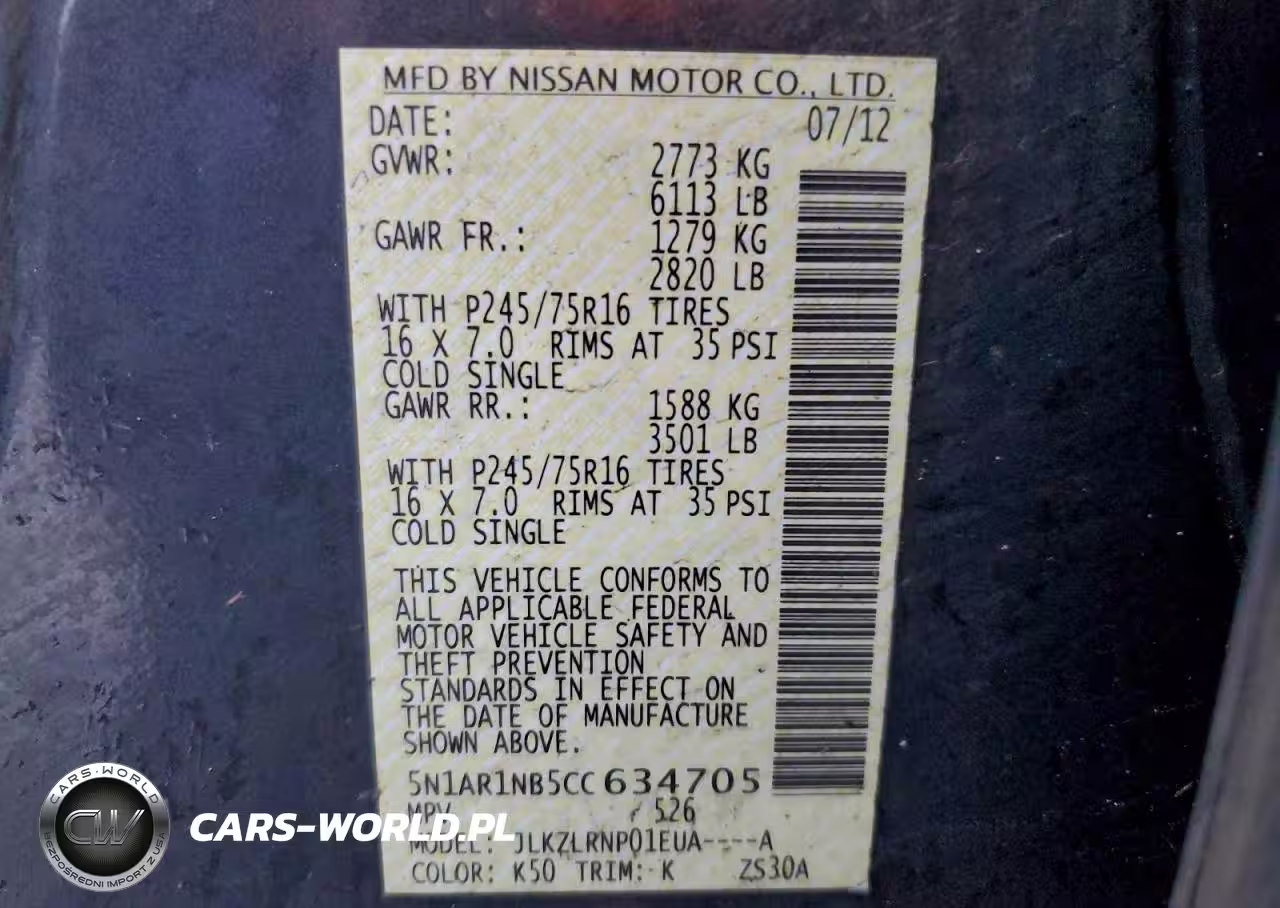 MFD BY NISSAN MOTOR CO., LTD.
DATE: 07/12
GVWR: 2773 KG
6113 LB
GAWR FR.: 1279 KG
2820 LB
WITH P245/75R16 TIRES
16 X 7.0 RIMS AT 35 PSI
COLD SINGLE
GAWR RR.: 1588 KG
3501 LB
WITH P245/75R16 TIRES
16 X 7.0 RIMS AT 35 PSI
COLD SINGLE
THIS VEHICLE CONFORMS TO
ALL APPLICABLE FEDERAL
MOTOR VEHICLE SAFETY AND
THEFT PREVENTION
STANDARDS IN EFFECT ON
THE DATE OF MANUFACTURE
SHOWN ABOVE.
5N1AR1NB5CC634705
MPV 526
MODEL: JLKZLRNP01EUA----A
COLOR: K50 TRIM: K ZS30A
CARS-WORLD
CW
BEZPOŚREDNI IMPORT Z USA
CARS-WORLD.PL